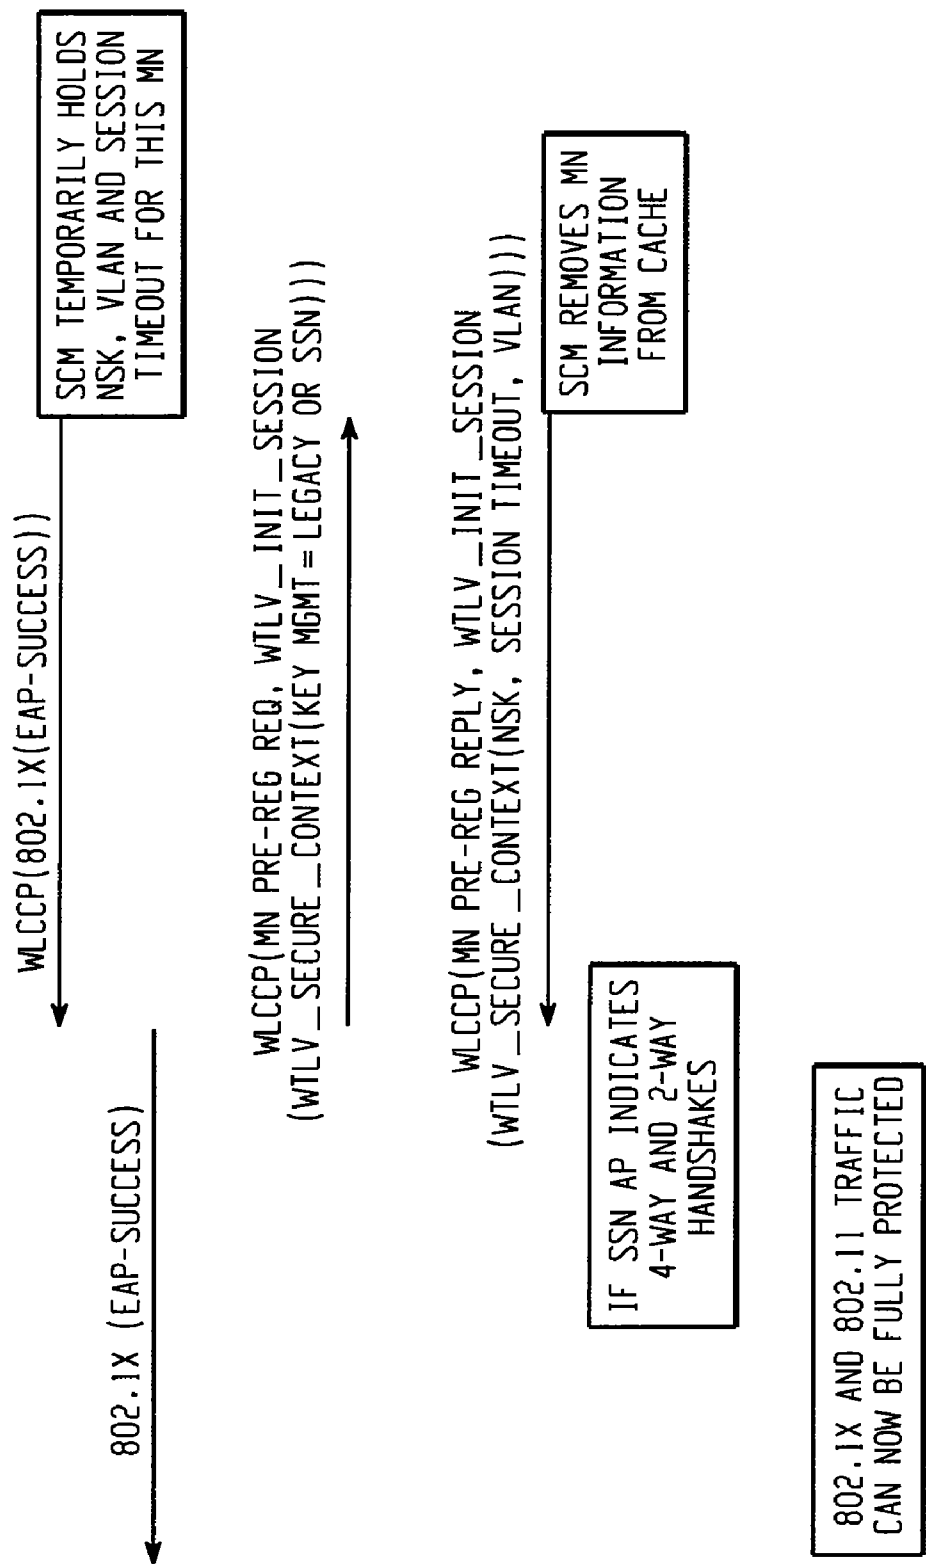 WLCCP(802.1X(EAP-SUCCESS))
SCM TEMPORARILY HOLDS
NSK, VLAN AND SESSION
TIMEOUT FOR THIS MN
802.1X (EAP-SUCCESS)
WLCCP(MN PRE-REG REQ, WTLV_INIT_SESSION
(WTLV_SECURE_CONTEXT(KEY MGMT = LEGACY OR SSN)))
WLCCP(MN PRE-REG REPLY, WTLV_INIT_SESSION
(WTLV_SECURE_CONTEXT(NSK, SESSION TIMEOUT, VLAN)))
SCM REMOVES MN
INFORMATION
FROM CACHE
IF SSN AP INDICATES
4-WAY AND 2-WAY
HANDSHAKES
802.1X AND 802.11 TRAFFIC
CAN NOW BE FULLY PROTECTED